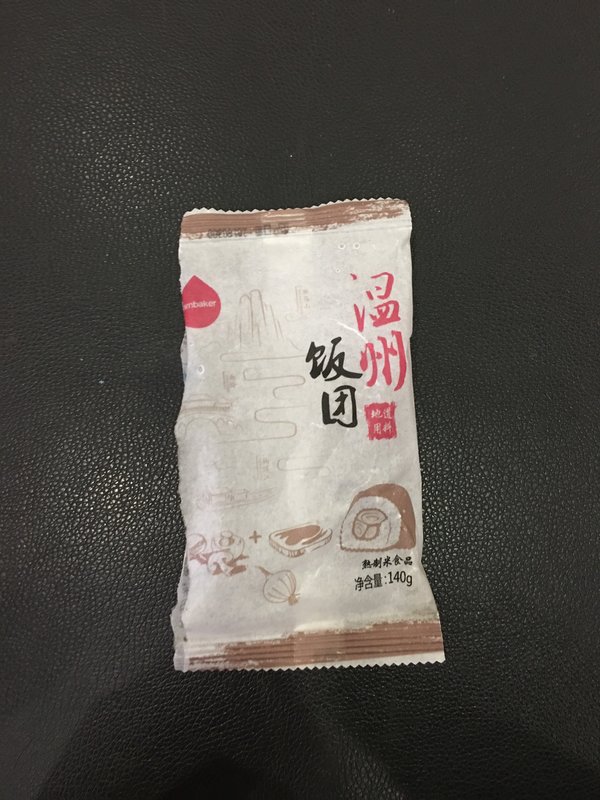 mbaker
温州
饭团
地道
用料
熟制米食品
净含量:140g